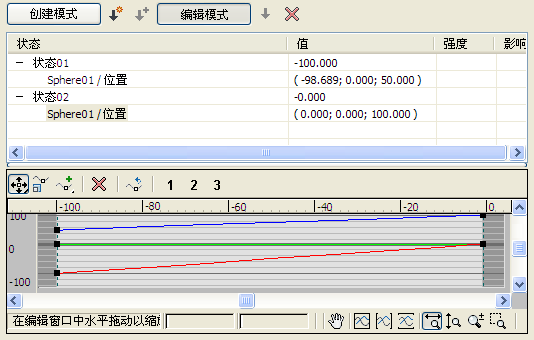 创建模式 编辑模式
状态 值 强度 影响
状态01 -100.000
Sphere01 / 位置 ( -98.689; 0.000; 50.000 )
状态02 -0.000
Sphere01 / 位置 ( 0.000; 0.000; 100.000 )
1 2 3
-100 -80 -60 -40 -20 0
100
0
-100
在编辑窗口中水平拖动以缩